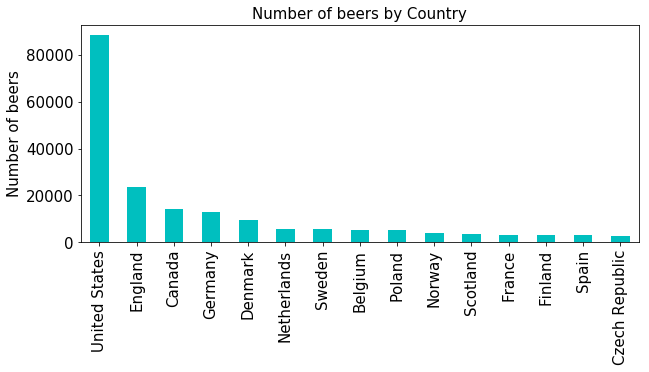 Number of beers by Country
Number of beers
80000
60000
40000
20000
0
United States
England
Canada
Germany
Denmark
Netherlands
Sweden
Belgium
Poland
Norway
Scotland
France
Finland
Spain
Czech Republic